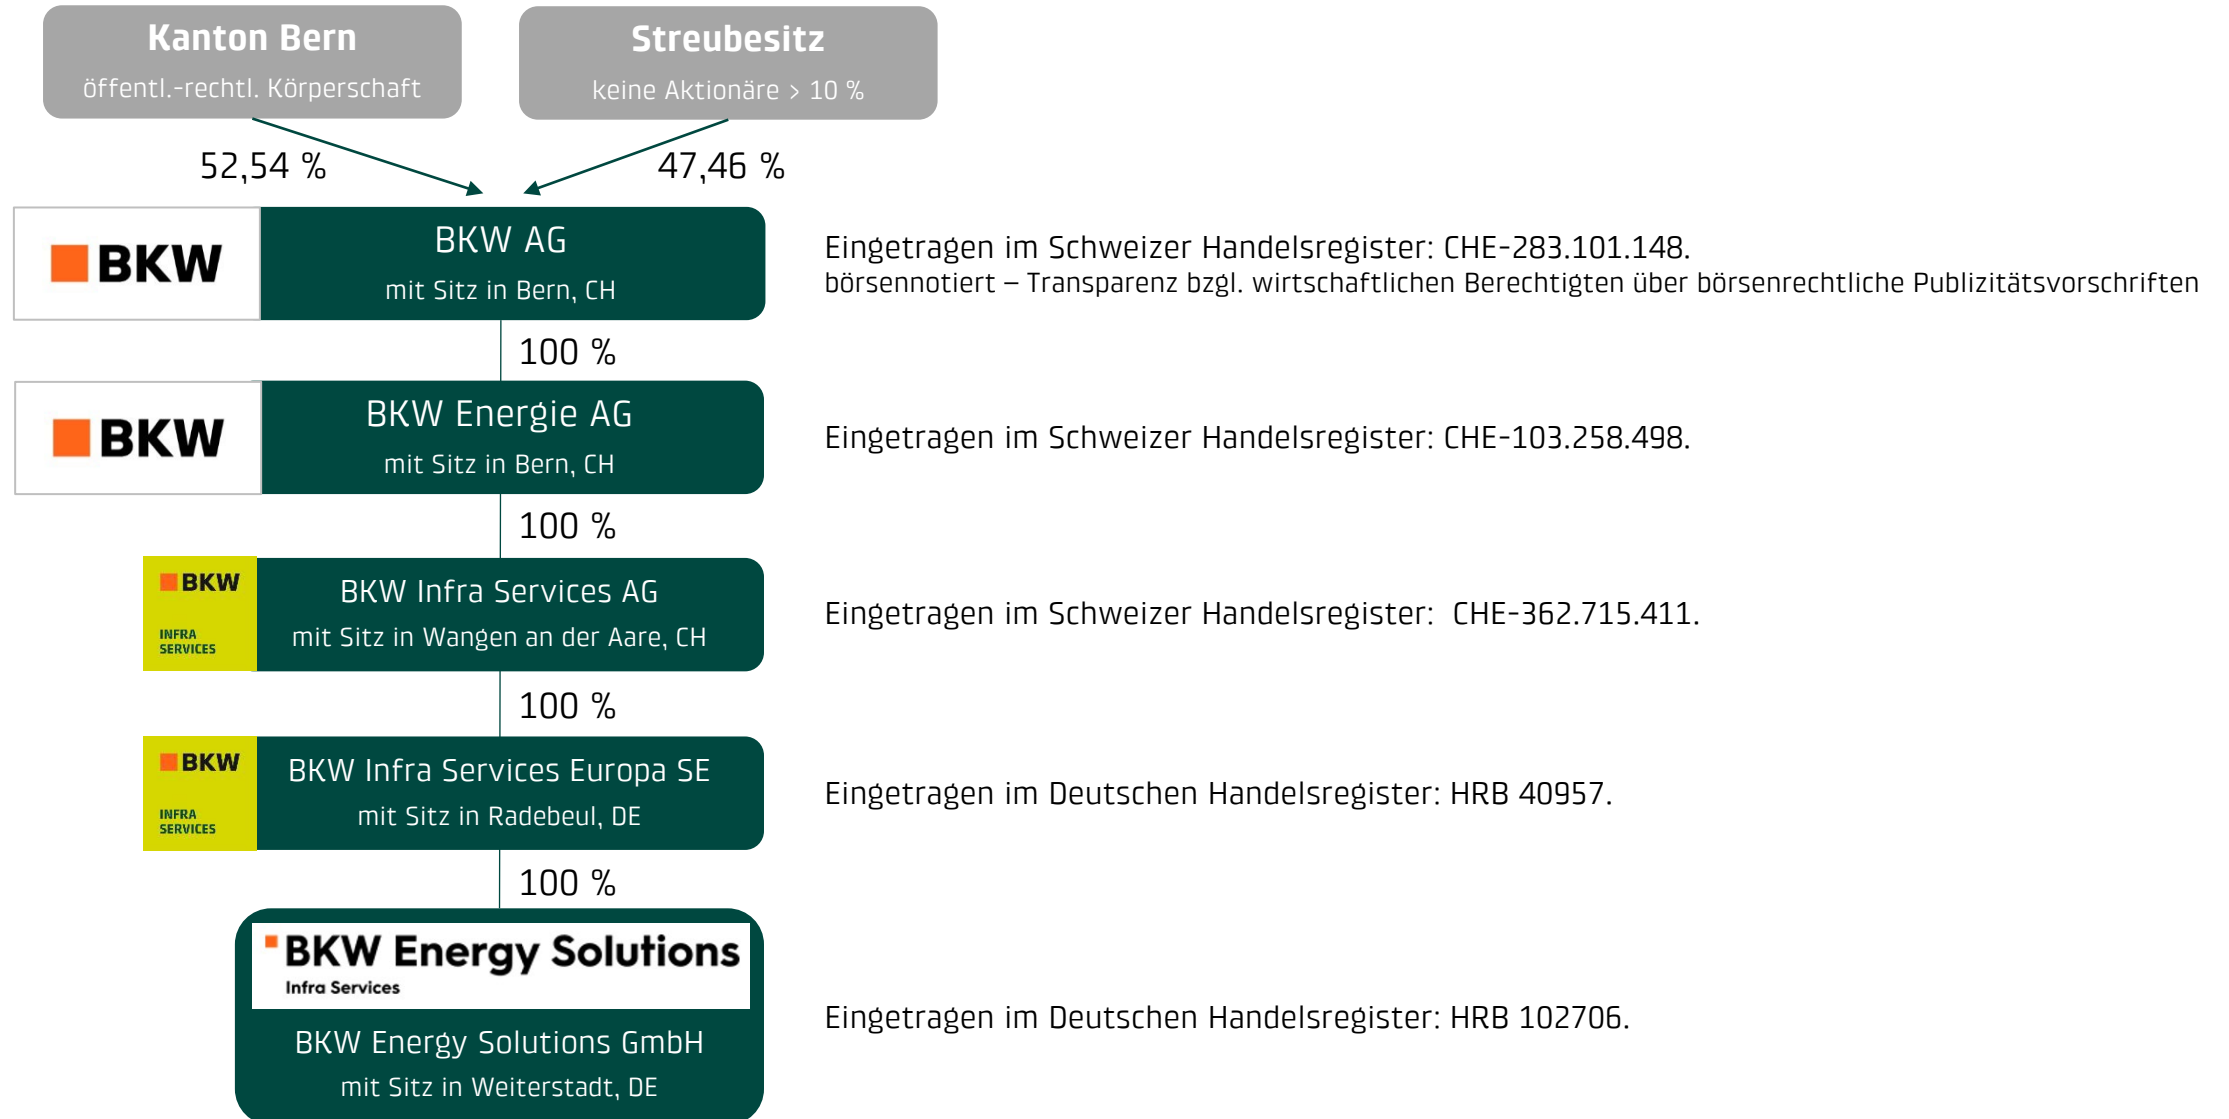 Kanton Bern
öffentl.-rechtl. Körperschaft
Streubesitz
keine Aktionäre > 10 %
52,54 %
47,46 %
BKW
BKW AG
mit Sitz in Bern, CH
Eingetragen im Schweizer Handelsregister: CHE-283.101.148.
börsennotiert – Transparenz bzgl. wirtschaftlichen Berechtigten über börsenrechtliche Publizitätsvorschriften
100 %
BKW
BKW Energie AG
mit Sitz in Bern, CH
Eingetragen im Schweizer Handelsregister: CHE-103.258.498.
100 %
BKW
INFRA
SERVICES
BKW Infra Services AG
mit Sitz in Wangen an der Aare, CH
Eingetragen im Schweizer Handelsregister: CHE-362.715.411.
100 %
BKW
INFRA
SERVICES
BKW Infra Services Europa SE
mit Sitz in Radebeul, DE
Eingetragen im Deutschen Handelsregister: HRB 40957.
100 %
BKW Energy Solutions
Infra Services
BKW Energy Solutions GmbH
mit Sitz in Weiterstadt, DE
Eingetragen im Deutschen Handelsregister: HRB 102706.